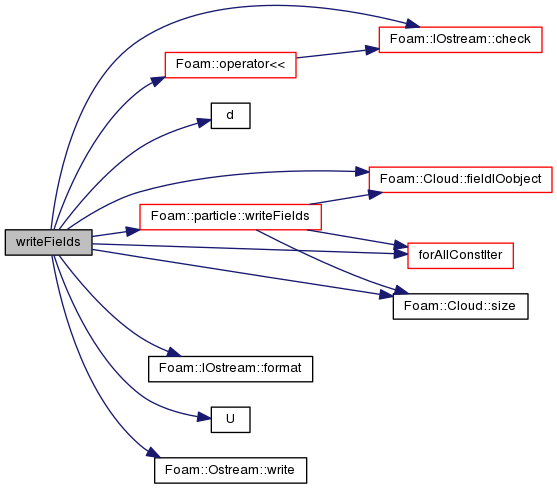 Foam::IOstream::check
Foam::operator<<
d
Foam::Cloud::fieldIOobject
Foam::particle::writeFields
writeFields
forAllConstIter
Foam::Cloud::size
Foam::IOstream::format
U
Foam::Ostream::write